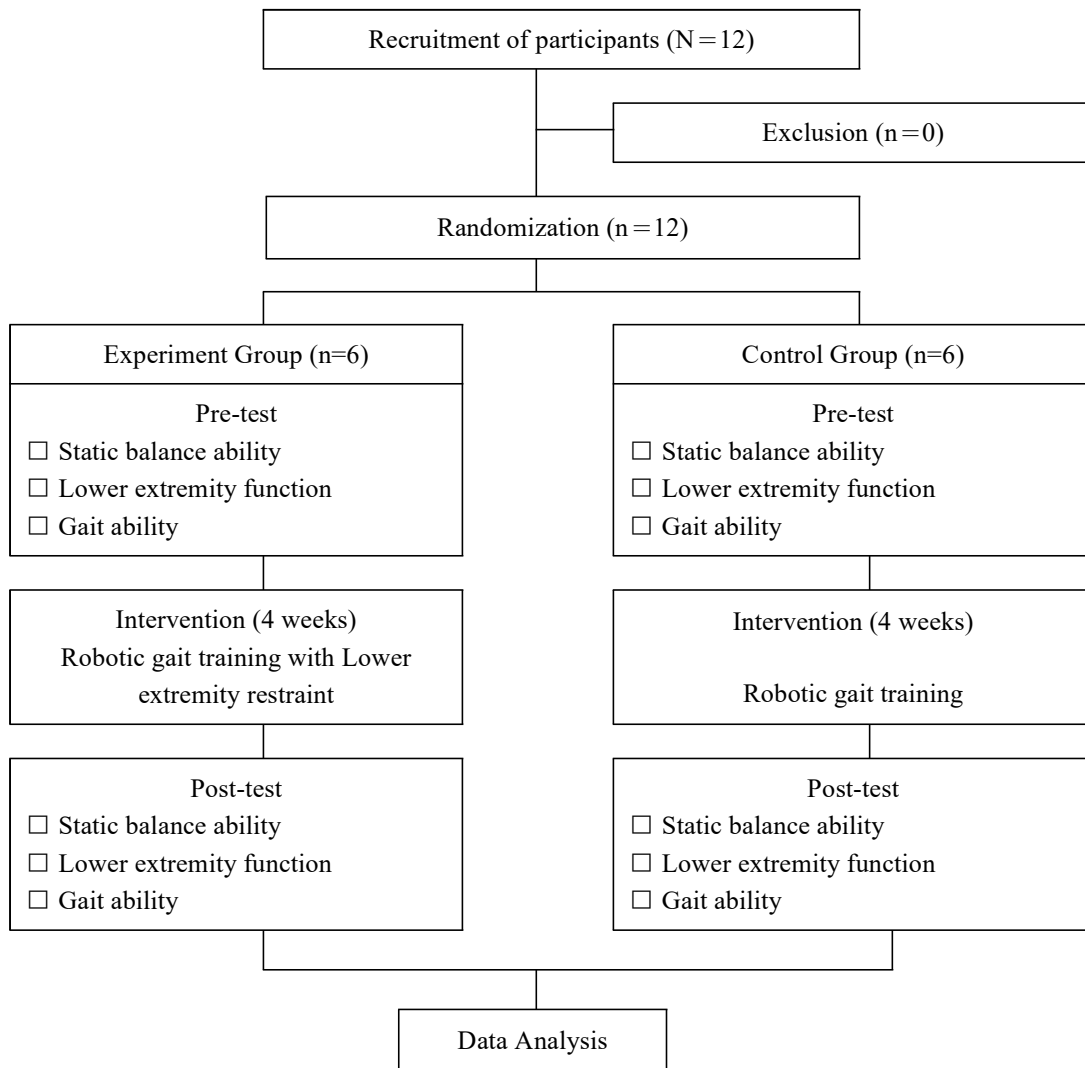 Recruitment of participants (N=12)
Exclusion (n=0)
Randomization (n=12)
Experiment Group (n=6)
Pre-test
☐ Static balance ability
☐ Lower extremity function
☐ Gait ability
Intervention (4 weeks)
Robotic gait training with Lower
extremity restraint
Post-test
☐ Static balance ability
☐ Lower extremity function
☐ Gait ability
Control Group (n=6)
Pre-test
☐ Static balance ability
☐ Lower extremity function
☐ Gait ability
Intervention (4 weeks)
Robotic gait training
Post-test
☐ Static balance ability
☐ Lower extremity function
☐ Gait ability
Data Analysis